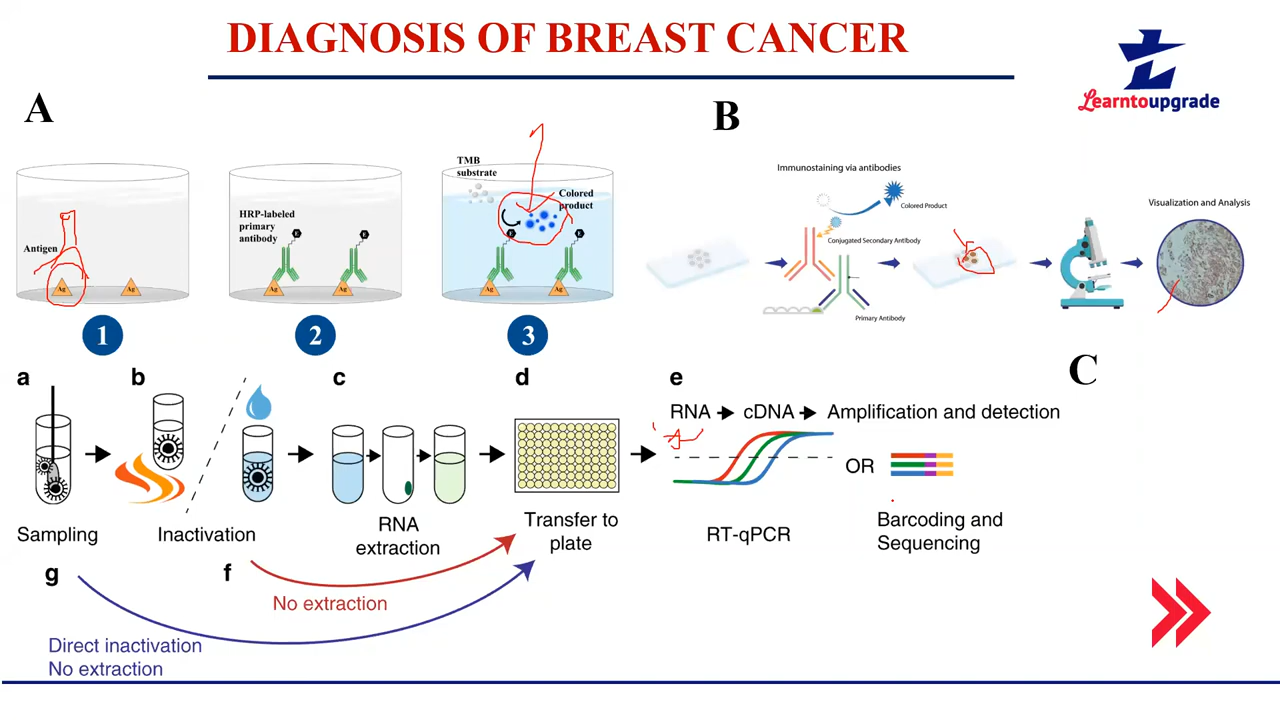 DIAGNOSIS OF BREAST CANCER
Learntoupgrade
A
Antigen
Ag
Ag
1
HRP-labeled
primary
antibody
E
E
Ag
Ag
2
TMB
substrate
Colored
product
E
E
Ag
Ag
3
B
Immunostaining via antibodies
Colored Product
Conjugated Secondary Antibody
Primary Antibody
Visualization and Analysis
C
a
Sampling
b
Inactivation
c
RNA
extraction
d
Transfer to
plate
e
RNA
cDNA
Amplification and detection
OR
RT-qPCR
Barcoding and
Sequencing
f
No extraction
g
Direct inactivation
No extraction